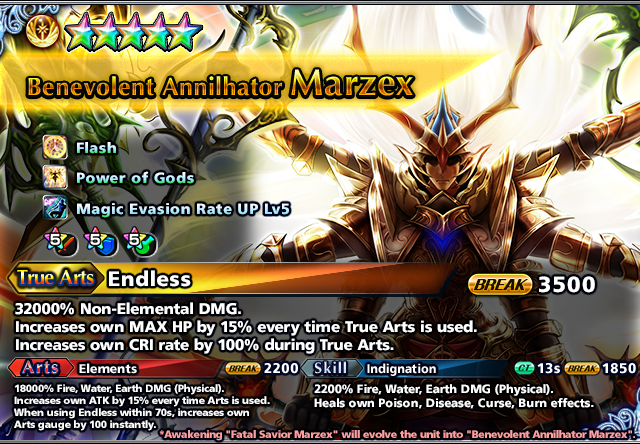 Benevolent Annilhator Marzex
Flash
Power of Gods
Magic Evasion Rate UP Lv5
5 5 5
True Arts Endless BREAK 3500
32000% Non-Elemental DMG.
Increases own MAX HP by 15% every time True Arts is used.
Increases own CRI rate by 100% during True Arts.
Arts Elements BREAK 2200
18000% Fire, Water, Earth DMG (Physical).
Increases own ATK by 15% every time True Arts is used.
When using Endless within 70s, increases own
Arts gauge by 100 instantly.
Skill Indignation CT 13s BREAK 1850
2200% Fire, Water, Earth DMG (Physical).
Heals own Poison, Disease, Curse, Burn effects.
*Awakening "Fatal Savior Marzex" will evolve the unit into "Benevolent Annilhator Marzex"